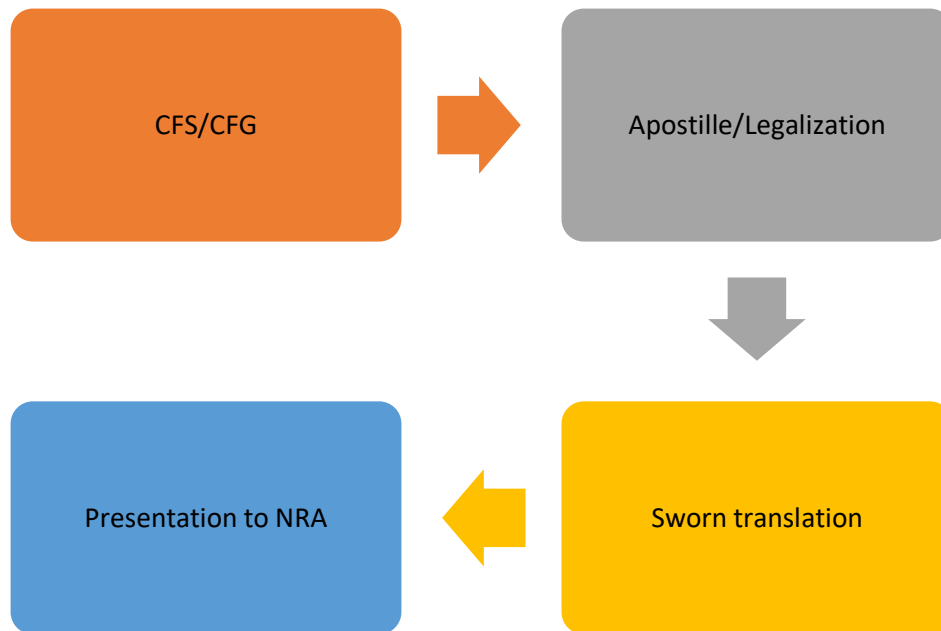 CFS/CFG
Apostille/Legalization
Sworn translation
Presentation to NRA